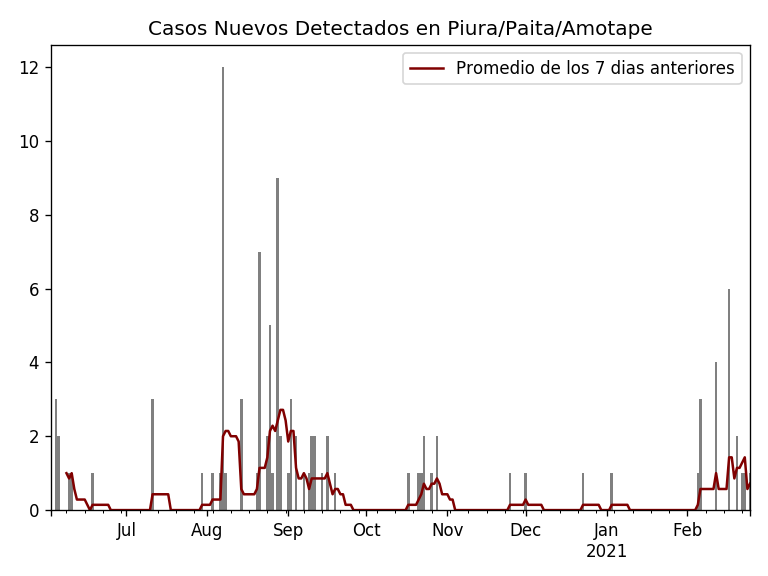 Casos Nuevos Detectados en Piura/Paita/Amotape
Promedio de los 7 dias anteriores
12
10
8
6
4
2
0
Jul Aug Sep Oct Nov Dec Jan Feb
2021